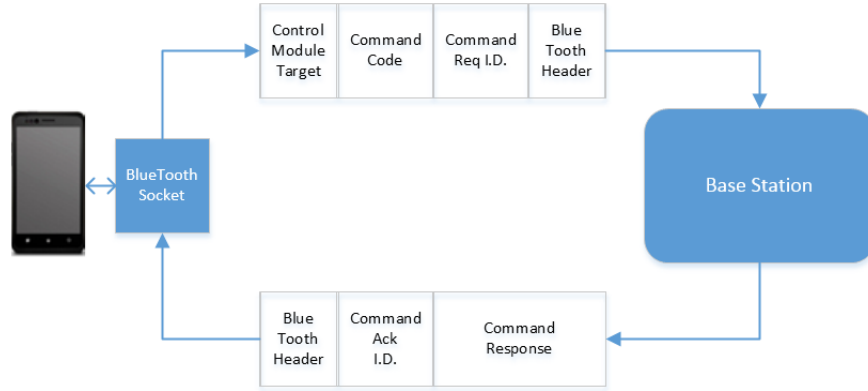 Control
Module
Target
Command
Code
Command
Req I.D.
Blue
Tooth
Header
BlueTooth
Socket
Base Station
Blue
Tooth
Header
Command
Ack
I.D.
Command
Response